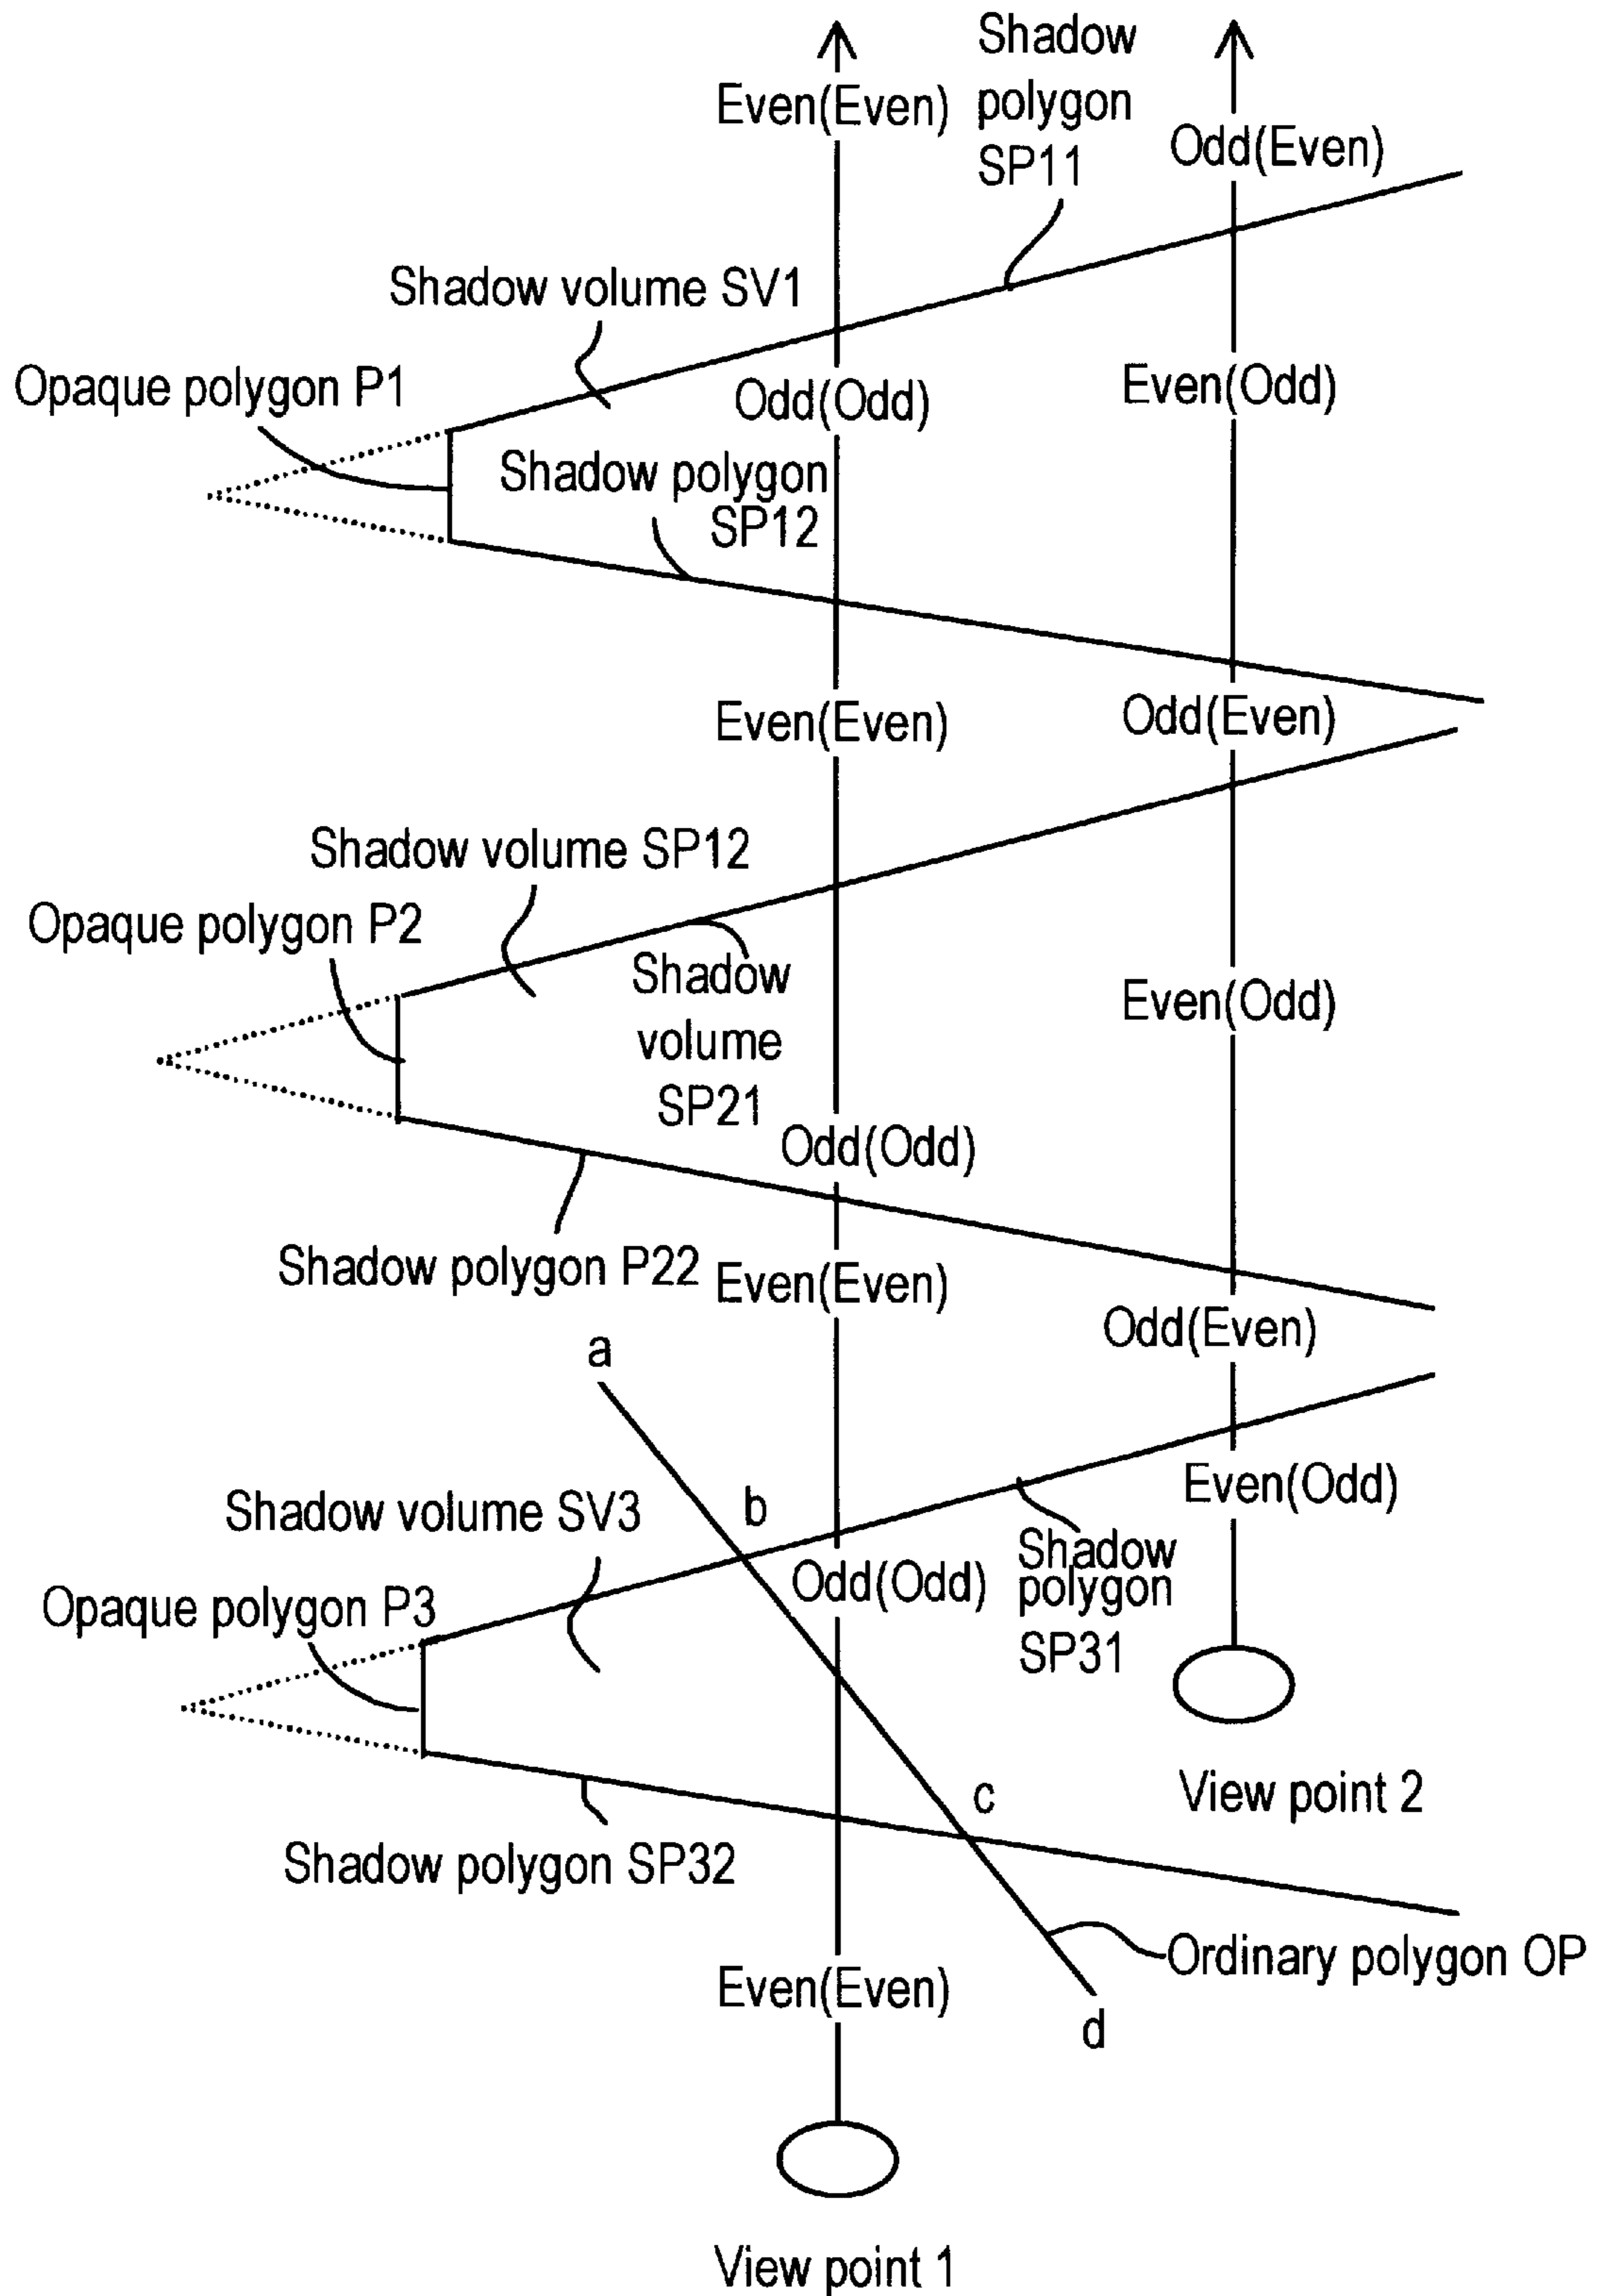 Shadow
polygon
SP11
Even(Even)
Odd(Even)
Shadow volume SV1
Opaque polygon P1
Odd(Odd)
Even(Odd)
Shadow polygon
SP12
Even(Even)
Odd(Even)
Shadow volume SP12
Opaque polygon P2
Shadow
volume
SP21
Even(Odd)
Odd(Odd)
Shadow polygon P22
Even(Even)
Odd(Even)
a
b
Shadow volume SV3
Even(Odd)
Odd(Odd)
Shadow
polygon
SP31
Opaque polygon P3
View point 2
c
Shadow polygon SP32
Ordinary polygon OP
Even(Even)
d
View point 1